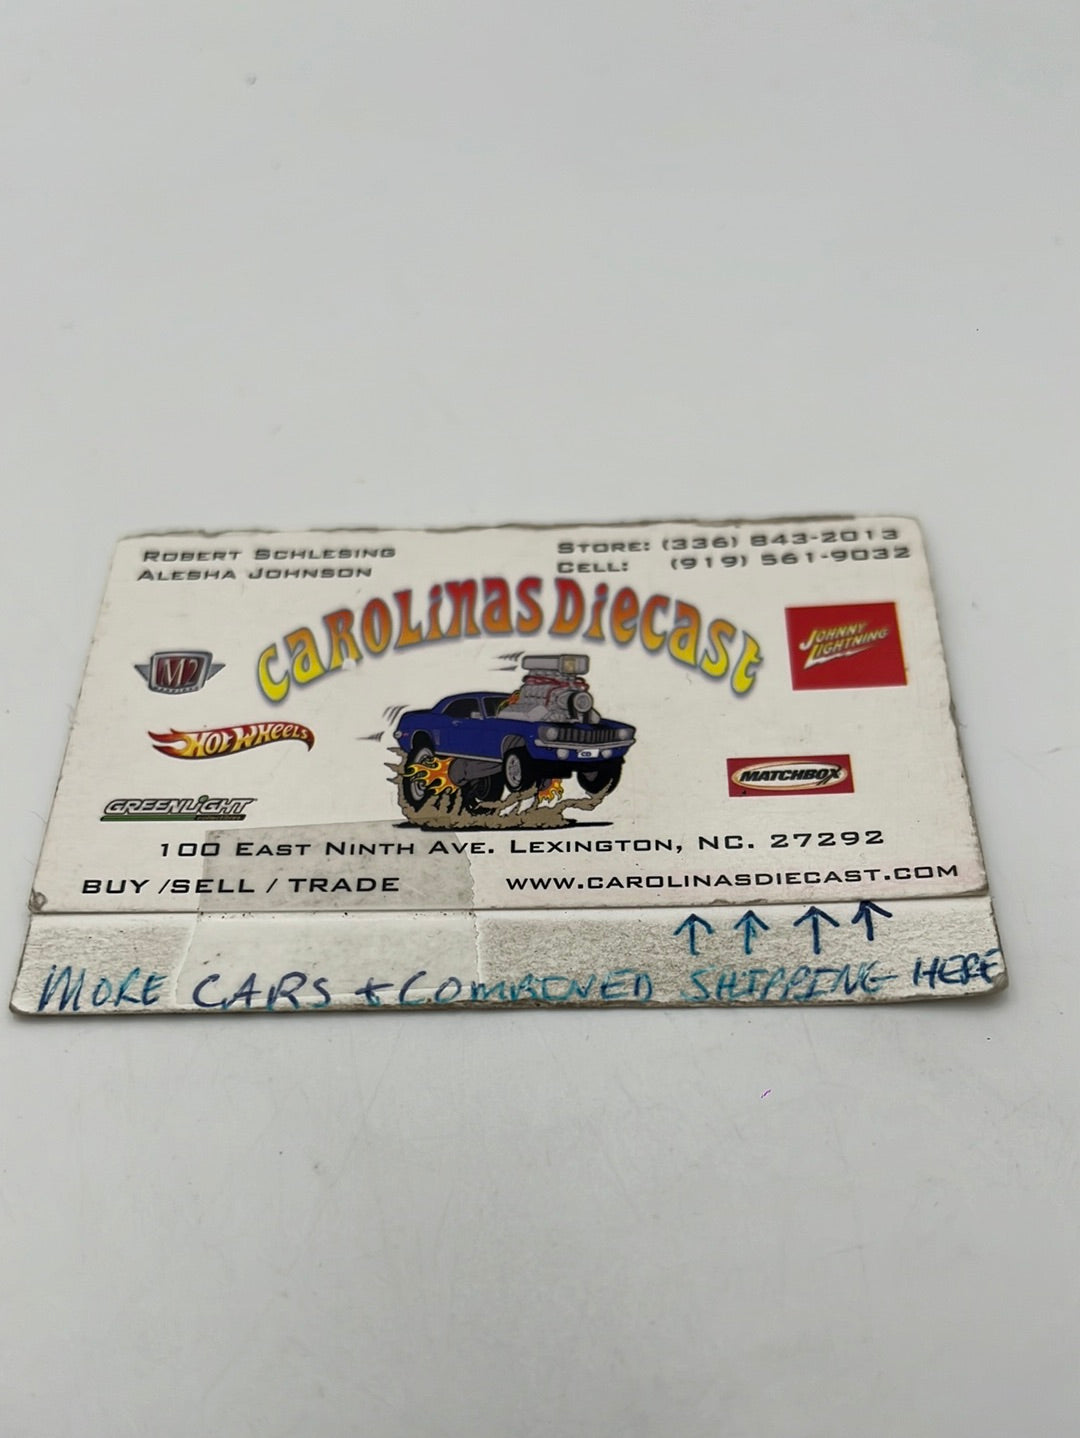 ROBERT SCHLESING
ALESHA JOHNSON
STORE: (336) 843-2013
CELL: (919) 561-9032
CAROLINAS DIECAST
M2
JOHNNY LIGHTNING
HOT WHEELS
MATCHBOX
GREENLIGHT
100 EAST NINTH AVE. LEXINGTON, NC. 27292
BUY /SELL / TRADE
WWW.CAROLINASDIECAST.COM
↑ ↑ ↑ ↑
MORE CARS + COMBINED SHIPPING HERE